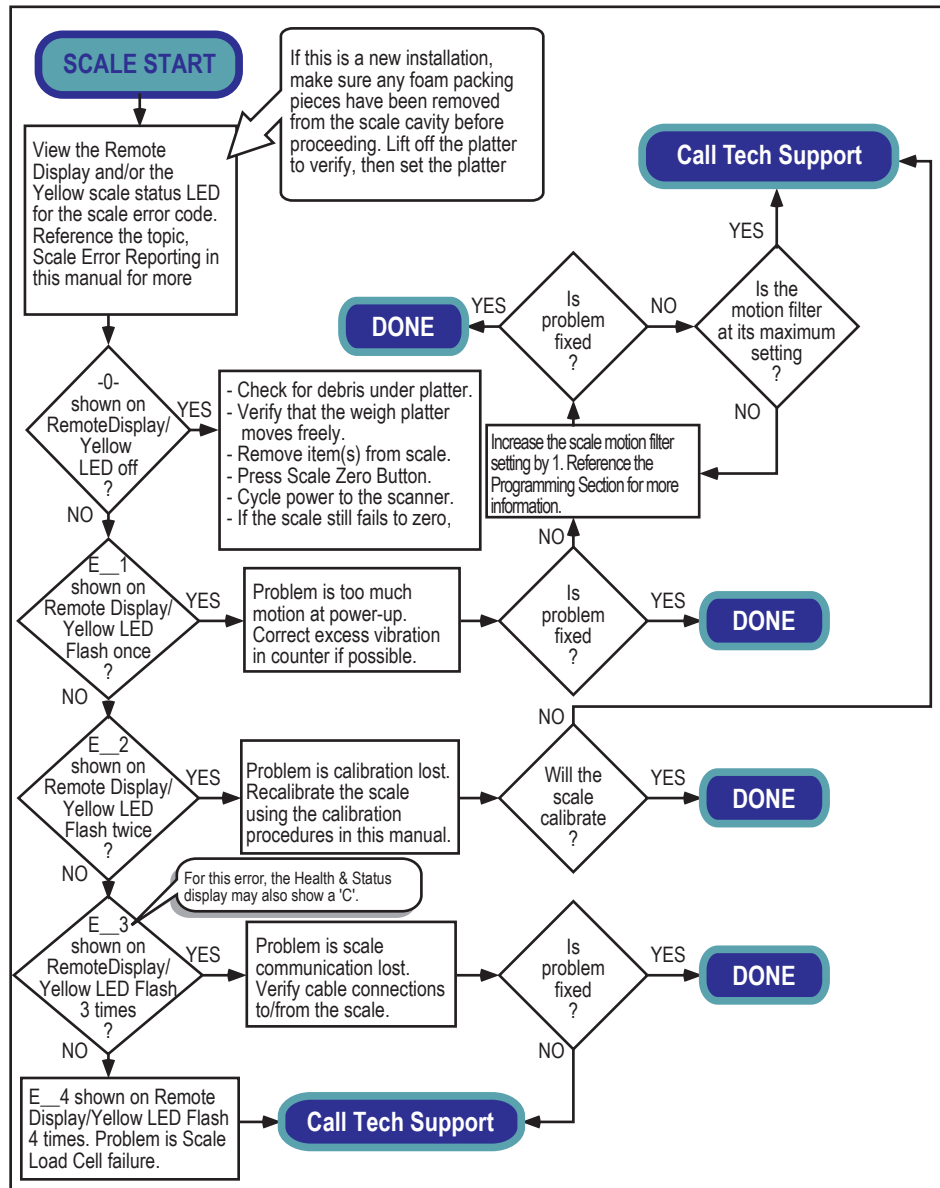 SCALE START
If this is a new installation,
make sure any foam packing
pieces have been removed
from the scale cavity before
proceeding. Lift off the platter
to verify, then set the platter
View the Remote
Display and/or the
Yellow scale status LED
for the scale error code.
Reference the topic,
Scale Error Reporting in
this manual for more
Call Tech Support
YES
Is the
motion filter
at its maximum
setting
?
NO
Is
problem
fixed
?
YES
NO
DONE
-0-
shown on
RemoteDisplay/
Yellow
LED off
?
YES
NO
- Check for debris under platter.
- Verify that the weigh platter
moves freely.
- Remove item(s) from scale.
- Press Scale Zero Button.
- Cycle power to the scanner.
- If the scale still fails to zero,
Increase the scale motion filter
setting by 1. Reference the
Programming Section for more
information.
NO
E__1
shown on
Remote Display/
Yellow LED
Flash once
?
YES
NO
Problem is too much
motion at power-up.
Correct excess vibration
in counter if possible.
Is
problem
fixed
?
YES
DONE
E__2
shown on
Remote Display/
Yellow LED
Flash twice
?
YES
NO
Problem is calibration lost.
Recalibrate the scale
using the calibration
procedures in this manual.
NO
Will the
scale
calibrate
?
YES
DONE
For this error, the Health & Status
display may also show a 'C'.
E__3
shown on
RemoteDisplay/
Yellow LED Flash
3 times
?
YES
NO
Problem is scale
communication lost.
Verify cable connections
to/from the scale.
Is
problem
fixed
?
YES
DONE
NO
E__4 shown on Remote
Display/Yellow LED Flash
4 times. Problem is Scale
Load Cell failure.
Call Tech Support